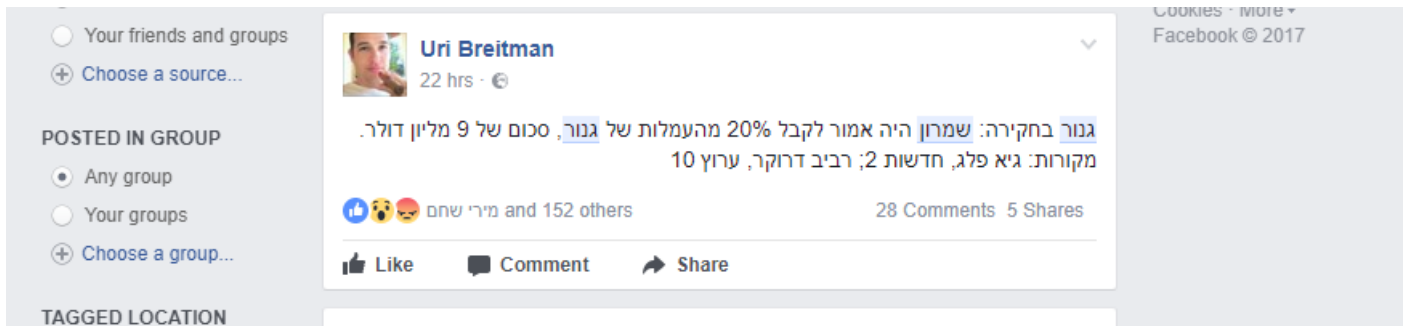 Your friends and groups
Choose a source...
POSTED IN GROUP
Any group
Your groups
Choose a group...
TAGGED LOCATION
Uri Breitman
22 hrs ·
גנור בחקירה: שמרון היה אמור לקבל 20% מהעמלות של גנור, סכום של 9 מליון דולר.
מקורות: גיא פלג, חדשות 2; רביב דרוקר, ערוץ 10
מירי שחם and 152 others
28 Comments 5 Shares
Like Comment Share
Cookies · More
Facebook © 2017